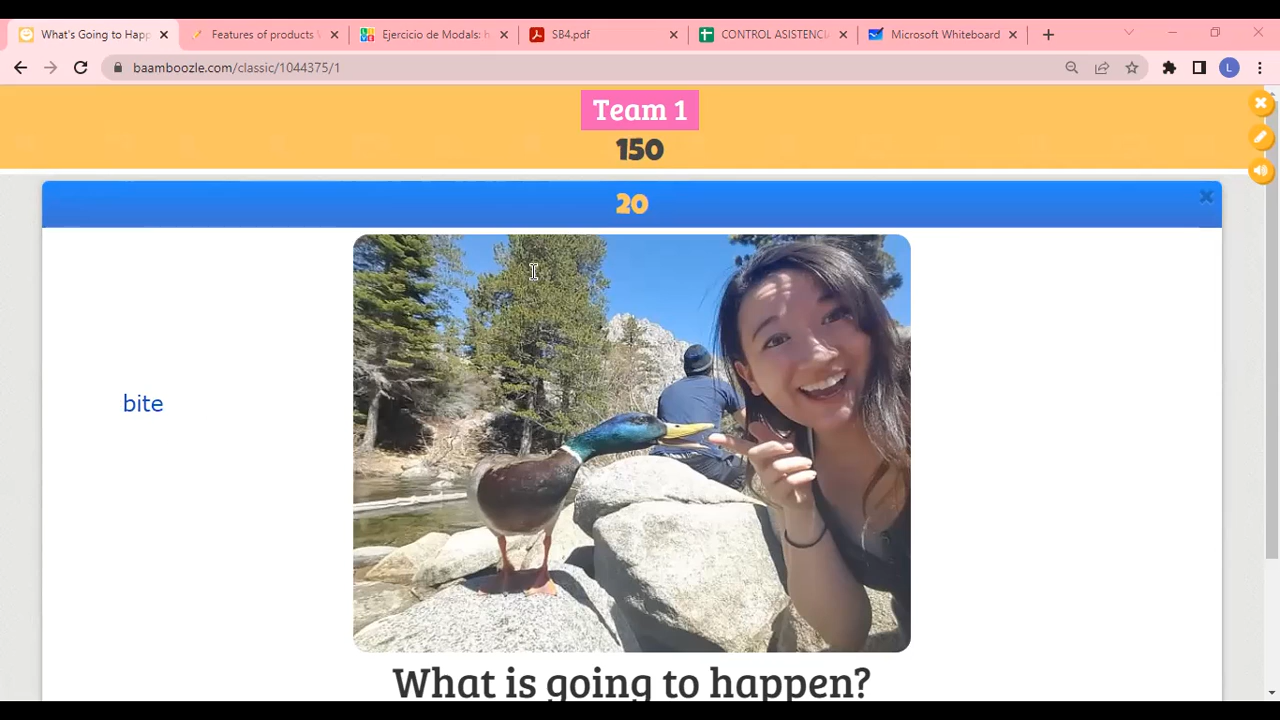 What's Going to Happ
Features of products
Ejercicio de Modals: h
SB4.pdf
CONTROL ASISTENCI
Microsoft Whiteboard
baamboozle.com/classic/1044375/1
L
Team 1
150
20
bite
What is going to happen?